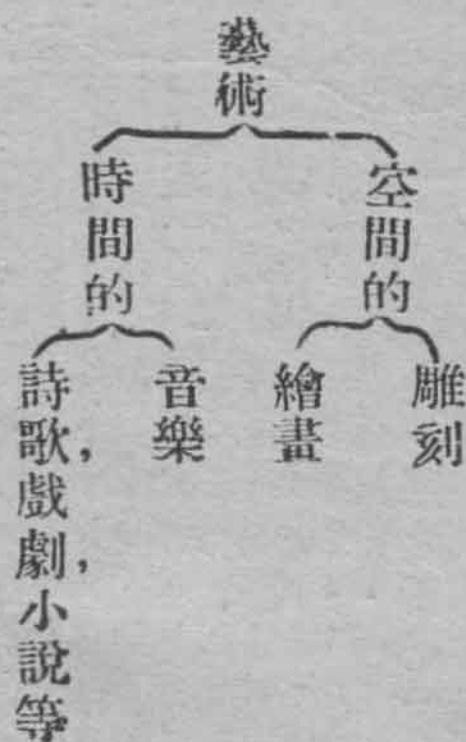 藝術
空間的
雕刻
繪畫
時間的
音樂
詩歌，戲劇，小說等